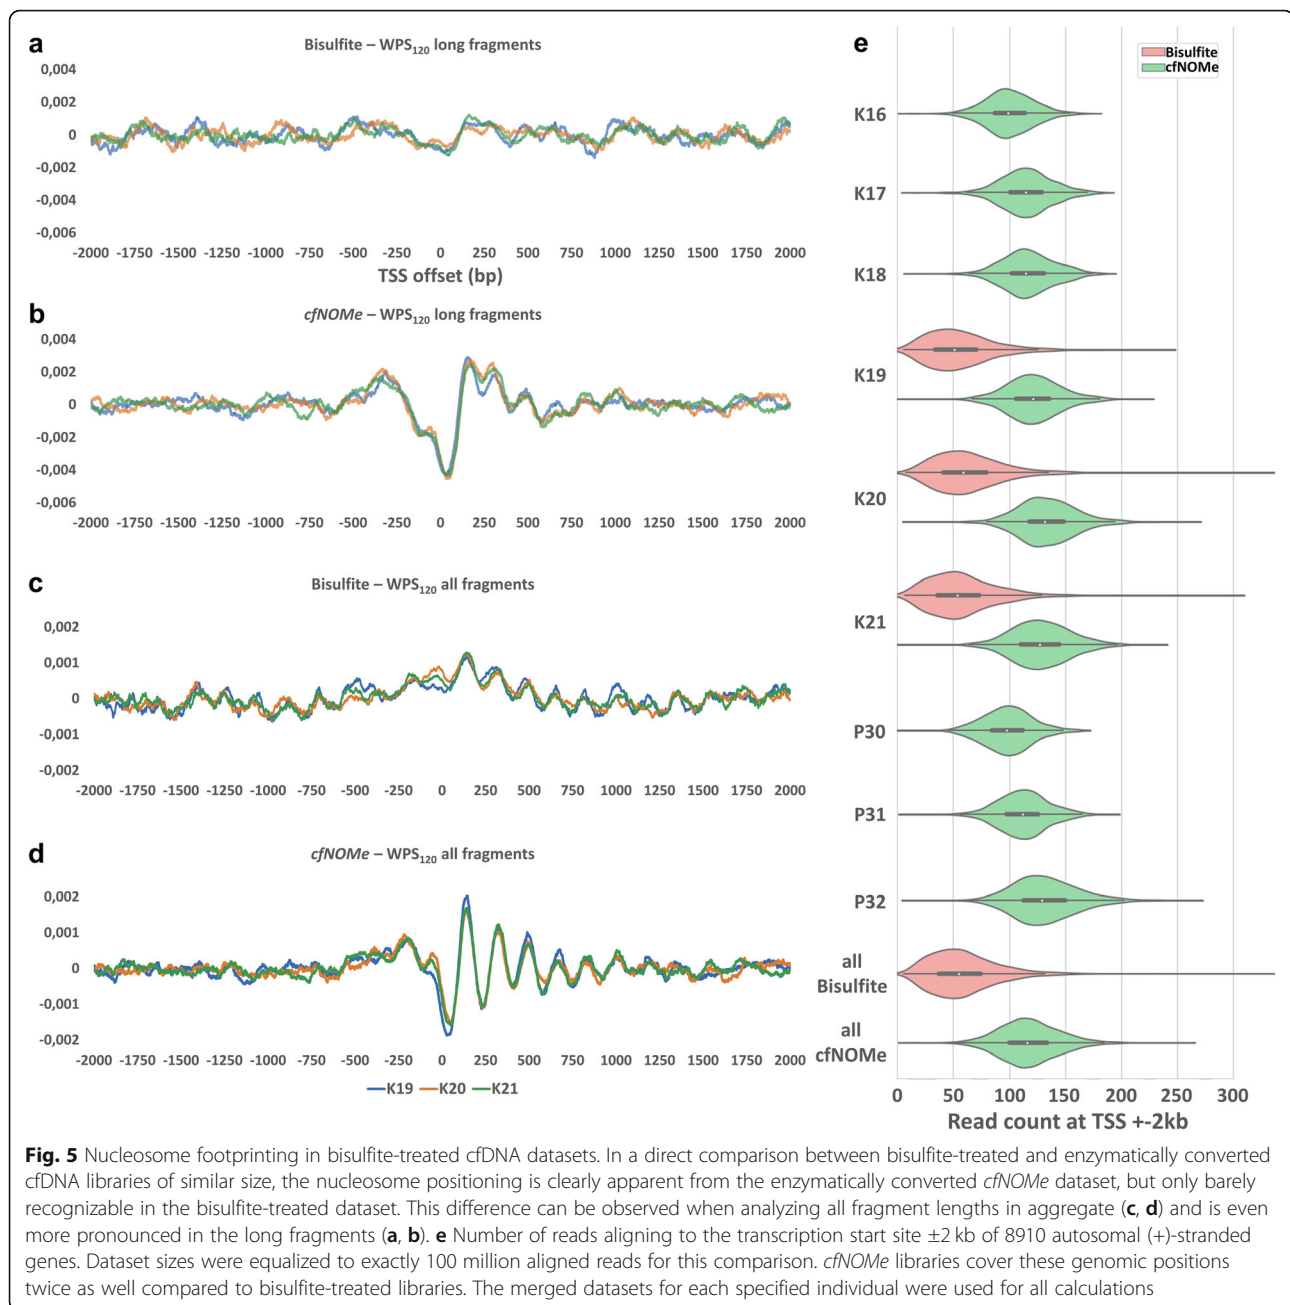 a
Bisulfite – WPS120 long fragments
0,004
0,002
0
-0,002
-0,004
-0,006
-2000 -1750 -1500 -1250 -1000 -750 -500 -250 0 250 500 750 1000 1250 1500 1750 2000
TSS offset (bp)
b
cfNOMe – WPS120 long fragments
0,004
0,002
0
-0,002
-0,004
-0,006
-2000 -1750 -1500 -1250 -1000 -750 -500 -250 0 250 500 750 1000 1250 1500 1750 2000
c
Bisulfite – WPS120 all fragments
0,002
0,001
0
-0,001
-0,002
-2000 -1750 -1500 -1250 -1000 -750 -500 -250 0 250 500 750 1000 1250 1500 1750 2000
d
cfNOMe – WPS120 all fragments
0,002
0,001
0
-0,001
-0,002
-2000 -1750 -1500 -1250 -1000 -750 -500 -250 0 250 500 750 1000 1250 1500 1750 2000
K19 K20 K21
e
Bisulfite
cfNOMe
K16
K17
K18
K19
K20
K21
P30
P31
P32
all
Bisulfite
all
cfNOMe
0 50 100 150 200 250 300
Read count at TSS +-2kb
Fig. 5 Nucleosome footprinting in bisulfite-treated cfDNA datasets. In a direct comparison between bisulfite-treated and enzymatically converted
cfDNA libraries of similar size, the nucleosome positioning is clearly apparent from the enzymatically converted cfNOMe dataset, but only barely
recognizable in the bisulfite-treated dataset. This difference can be observed when analyzing all fragment lengths in aggregate (c, d) and is even
more pronounced in the long fragments (a, b). e Number of reads aligning to the transcription start site ±2 kb of 8910 autosomal (+)-stranded
genes. Dataset sizes were equalized to exactly 100 million aligned reads for this comparison. cfNOMe libraries cover these genomic positions
twice as well compared to bisulfite-treated libraries. The merged datasets for each specified individual were used for all calculations